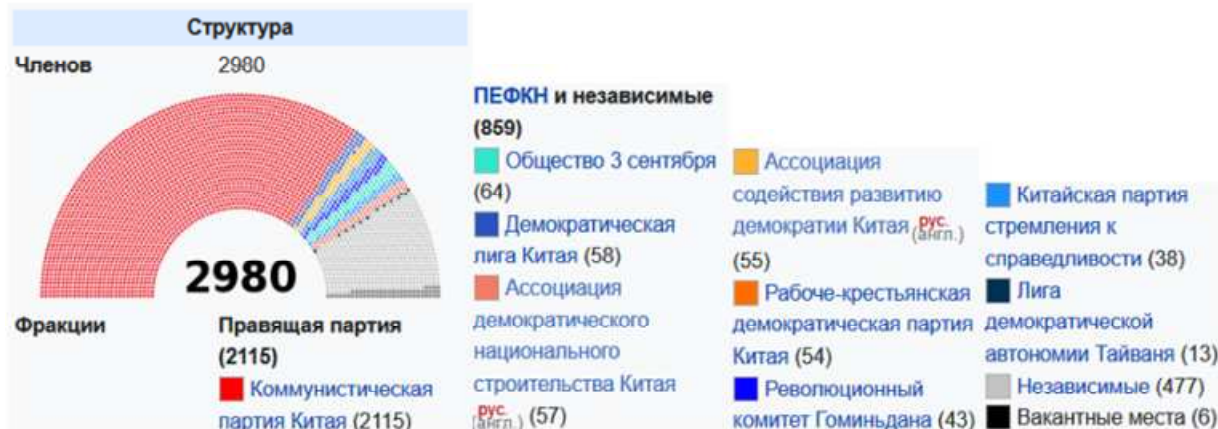 Структура
Членов 2980
2980
Фракции
Правящая партия
(2115)
Коммунистическая
партия Китая (2115)
ПЕФКН и независимые
(859)
Общество 3 сентября
(64)
Демократическая
лига Китая (58)
Ассоциация
демократического
национального
строительства Китая
рус.
(англ.) (57)
Ассоциация
содействия развитию
демократии Китая рус.
(англ.)
(55)
Рабоче-крестьянская
демократическая партия
Китая (54)
Революционный
комитет Гоминьдана (43)
Китайская партия
стремления к
справедливости (38)
Лига
демократической
автономии Тайваня (13)
Независимые (477)
Вакантные места (6)